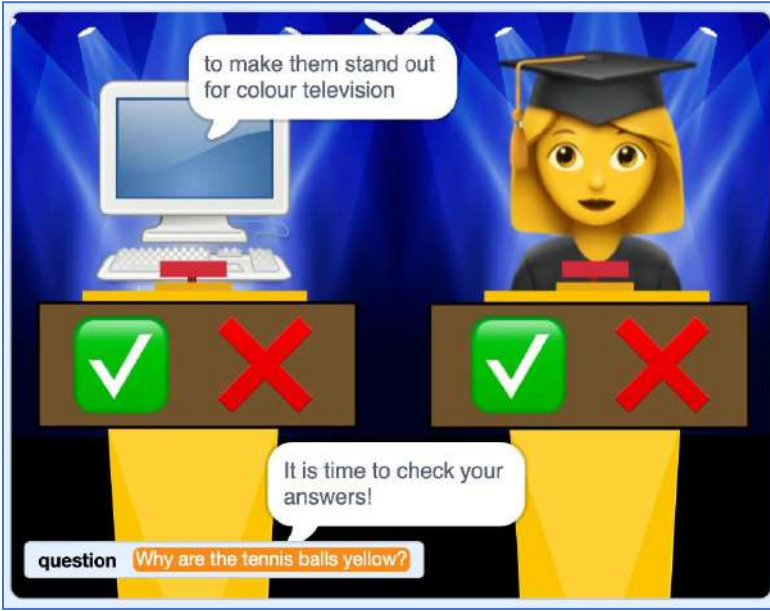 to make them stand out
for colour television
It is time to check your
answers!
question Why are the tennis balls yellow?